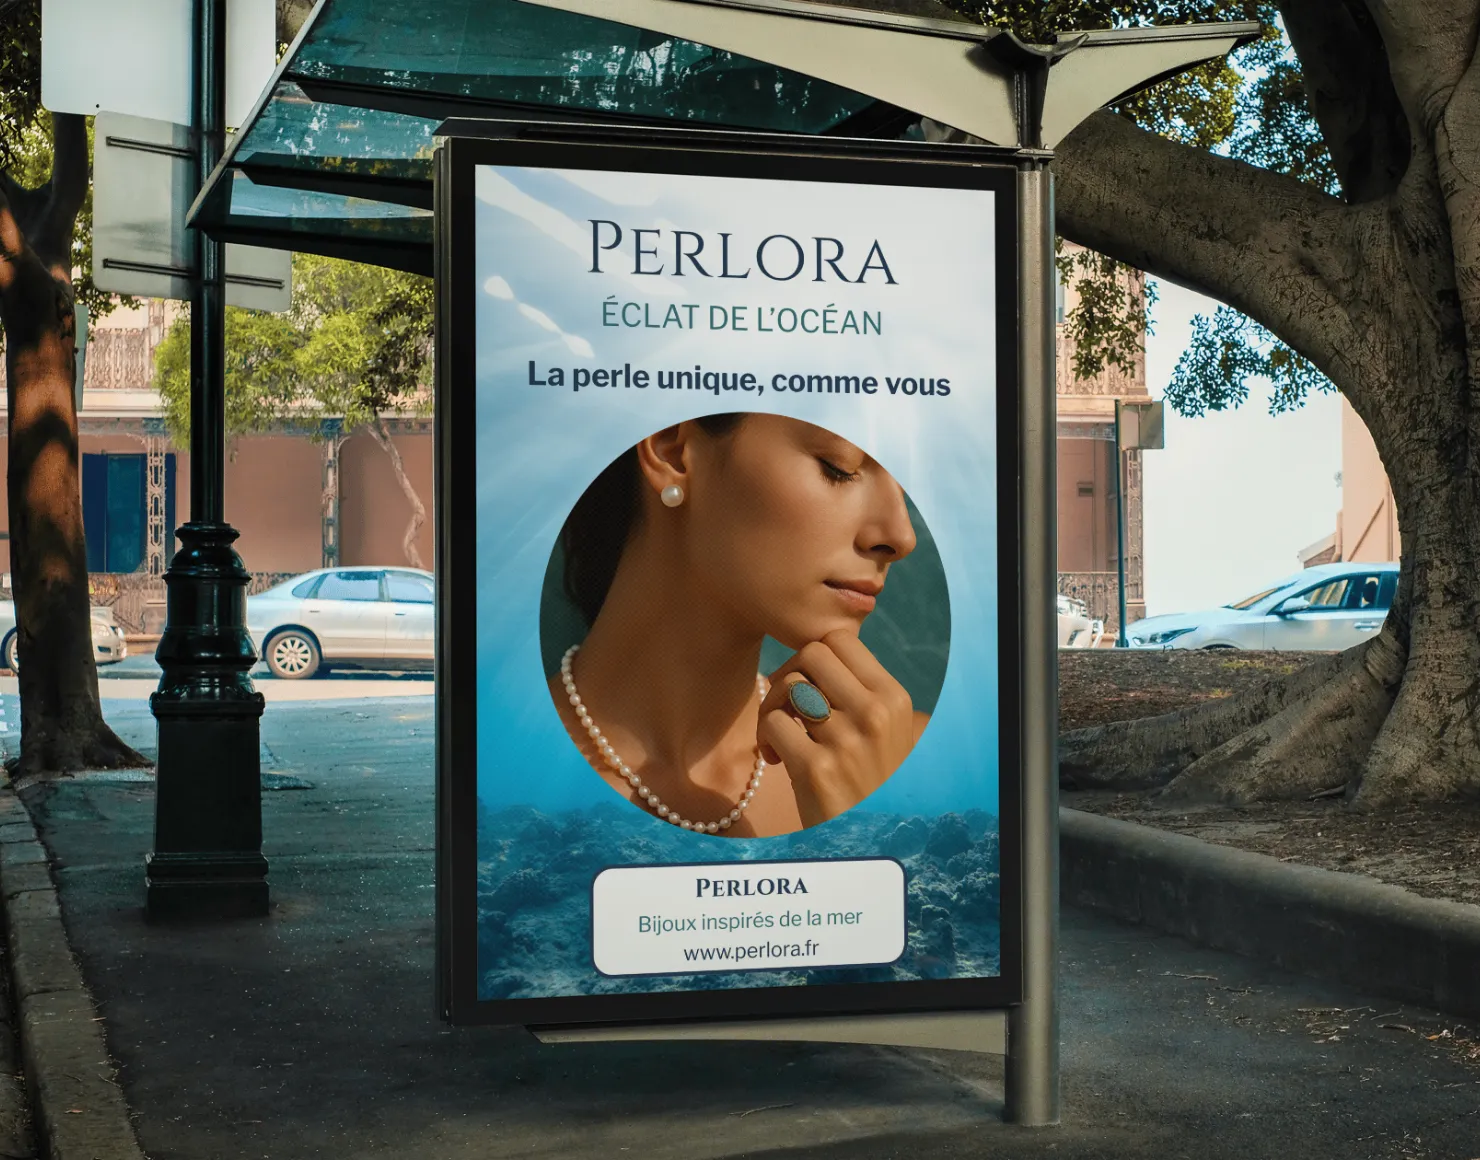 PERLORA
ÉCLAT DE L'OCÉAN
La perle unique, comme vous
PERLORA
Bijoux inspirés de la mer
www.perlora.fr